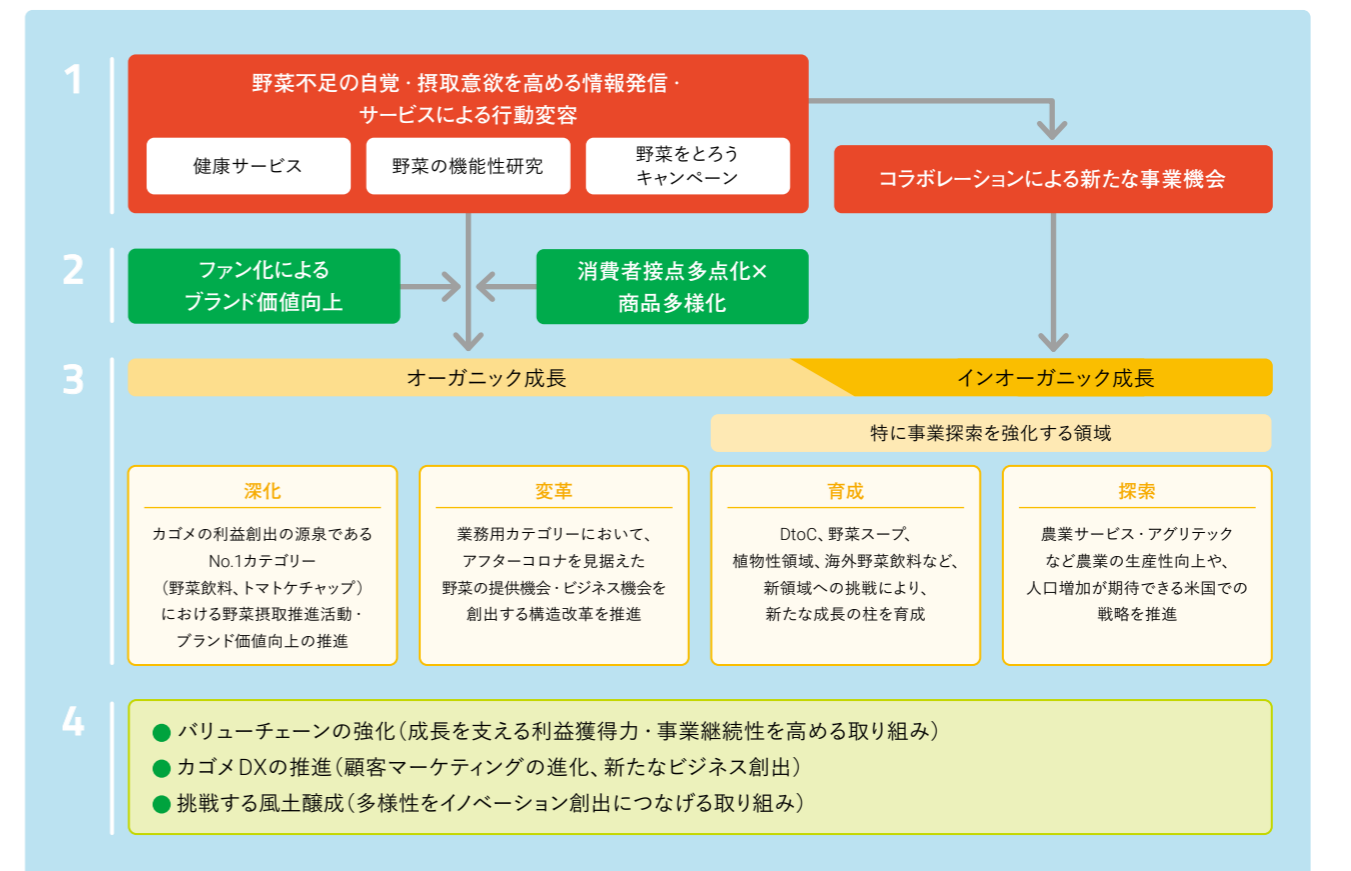 1
野菜不足の自覚・摂取意欲を高める情報発信・
サービスによる行動変容
健康サービス
野菜の機能性研究
野菜をとろう
キャンペーン
コラボレーションによる新たな事業機会
2
ファン化による
ブランド価値向上
消費者接点多点化×
商品多様化
3
オーガニック成長
インオーガニック成長
特に事業探索を強化する領域
深化
カゴメの利益創出の源泉である
No.1カテゴリー
（野菜飲料、トマトケチャップ）
における野菜摂取推進活動・
ブランド価値向上の推進
変革
業務用カテゴリーにおいて、
アフターコロナを見据えた
野菜の提供機会・ビジネス機会を
創出する構造改革を推進
育成
DtoC、野菜スープ、
植物性領域、海外野菜飲料など、
新領域への挑戦により、
新たな成長の柱を育成
探索
農業サービス・アグリテック
など農業の生産性向上や、
人口増加が期待できる米国での
戦略を推進
4
● バリューチェーンの強化（成長を支える利益獲得力・事業継続性を高める取り組み）
● カゴメDXの推進（顧客マーケティングの進化、新たなビジネス創出）
● 挑戦する風土醸成（多様性をイノベーション創出につなげる取り組み）